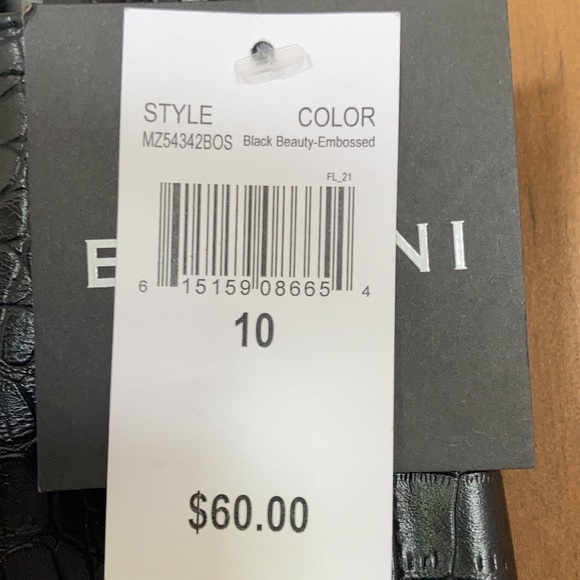 STYLE COLOR
MZ54342BOS Black Beauty-Embossed
FL_21
6 15159 08665 4
10
$60.00